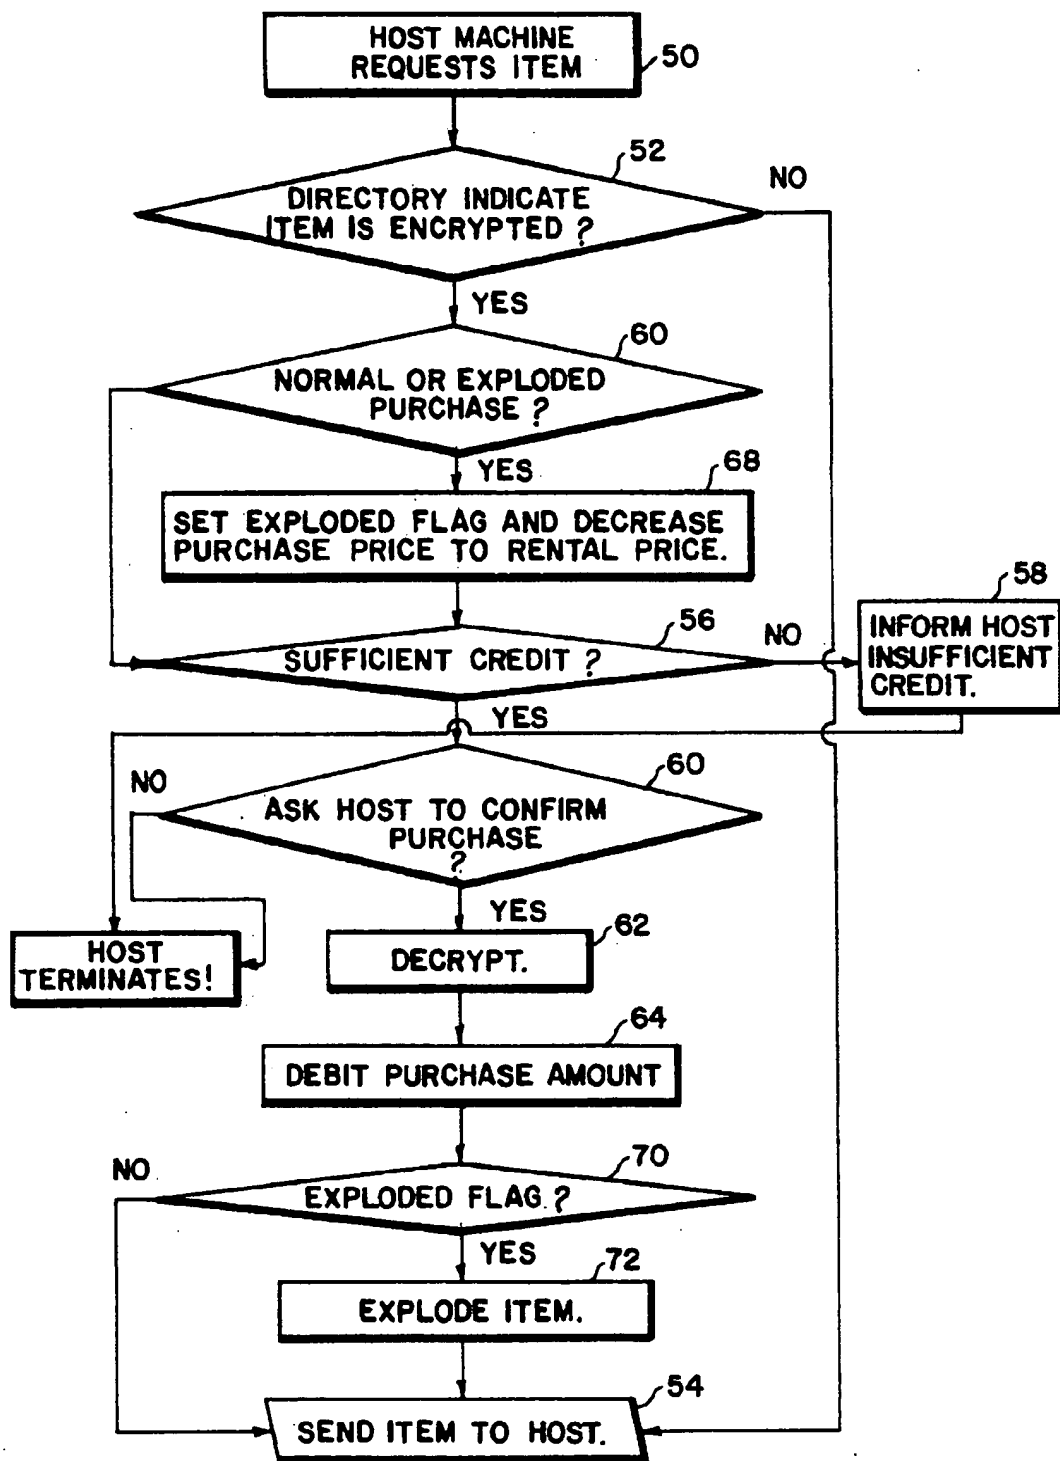 HOST MACHINE
REQUESTS ITEM
50
52
NO
DIRECTORY INDICATE
ITEM IS ENCRYPTED ?
YES
60
NORMAL OR EXPLODED
PURCHASE ?
YES
68
SET EXPLODED FLAG AND DECREASE
PURCHASE PRICE TO RENTAL PRICE.
56
NO
58
SUFFICIENT CREDIT ?
INFORM HOST
INSUFFICIENT
CREDIT.
YES
NO
60
ASK HOST TO CONFIRM
PURCHASE
?
YES
62
HOST
TERMINATES!
DECRYPT.
64
DEBIT PURCHASE AMOUNT
NO
70
EXPLODED FLAG ?
YES
72
EXPLODE ITEM.
54
SEND ITEM TO HOST.